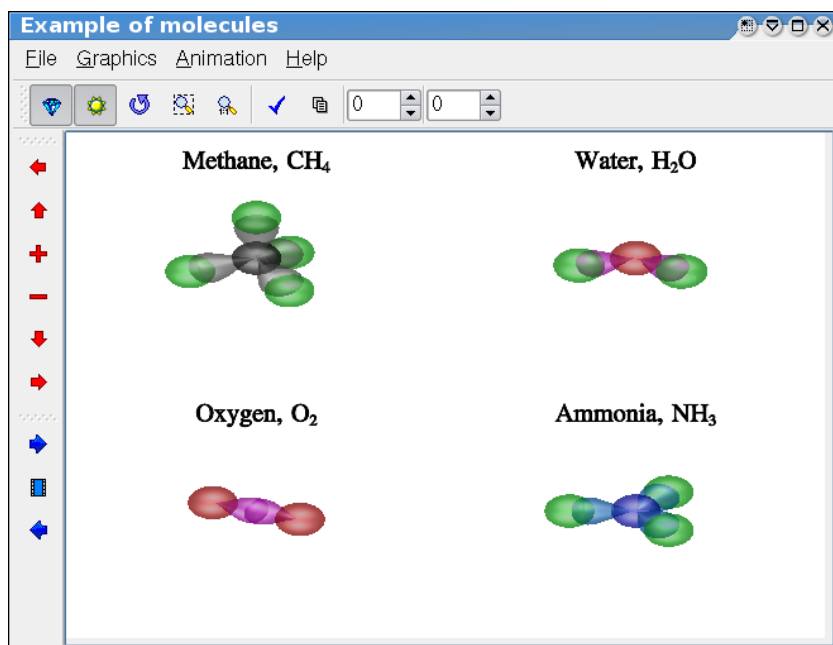 Example of molecules
File Graphics Animation Help
0 0
Methane, CH₄ Water, H₂O
Oxygen, O₂ Ammonia, NH₃